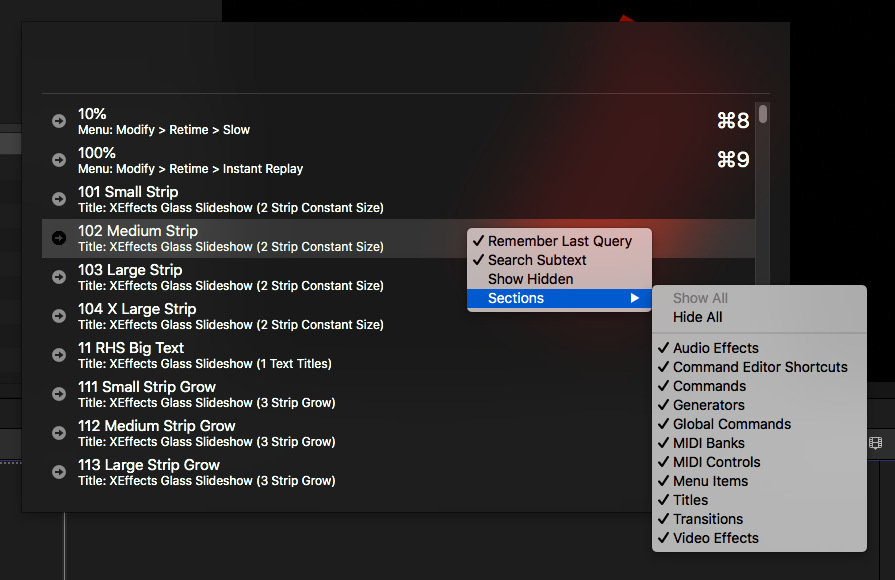 10%
Menu: Modify > Retime > Slow
⌘8
100%
Menu: Modify > Retime > Instant Replay
⌘9
101 Small Strip
Title: XEffects Glass Slideshow (2 Strip Constant Size)
102 Medium Strip
Title: XEffects Glass Slideshow (2 Strip Constant Size)
103 Large Strip
Title: XEffects Glass Slideshow (2 Strip Constant Size)
104 X Large Strip
Title: XEffects Glass Slideshow (2 Strip Constant Size)
11 RHS Big Text
Title: XEffects Glass Slideshow (1 Text Titles)
111 Small Strip Grow
Title: XEffects Glass Slideshow (3 Strip Grow)
112 Medium Strip Grow
Title: XEffects Glass Slideshow (3 Strip Grow)
113 Large Strip Grow
Title: XEffects Glass Slideshow (3 Strip Grow)
✓ Remember Last Query
✓ Search Subtext
Show Hidden
Sections ▶
Show All
Hide All
✓ Audio Effects
✓ Command Editor Shortcuts
✓ Commands
✓ Generators
✓ Global Commands
✓ MIDI Banks
✓ MIDI Controls
✓ Menu Items
✓ Titles
✓ Transitions
✓ Video Effects